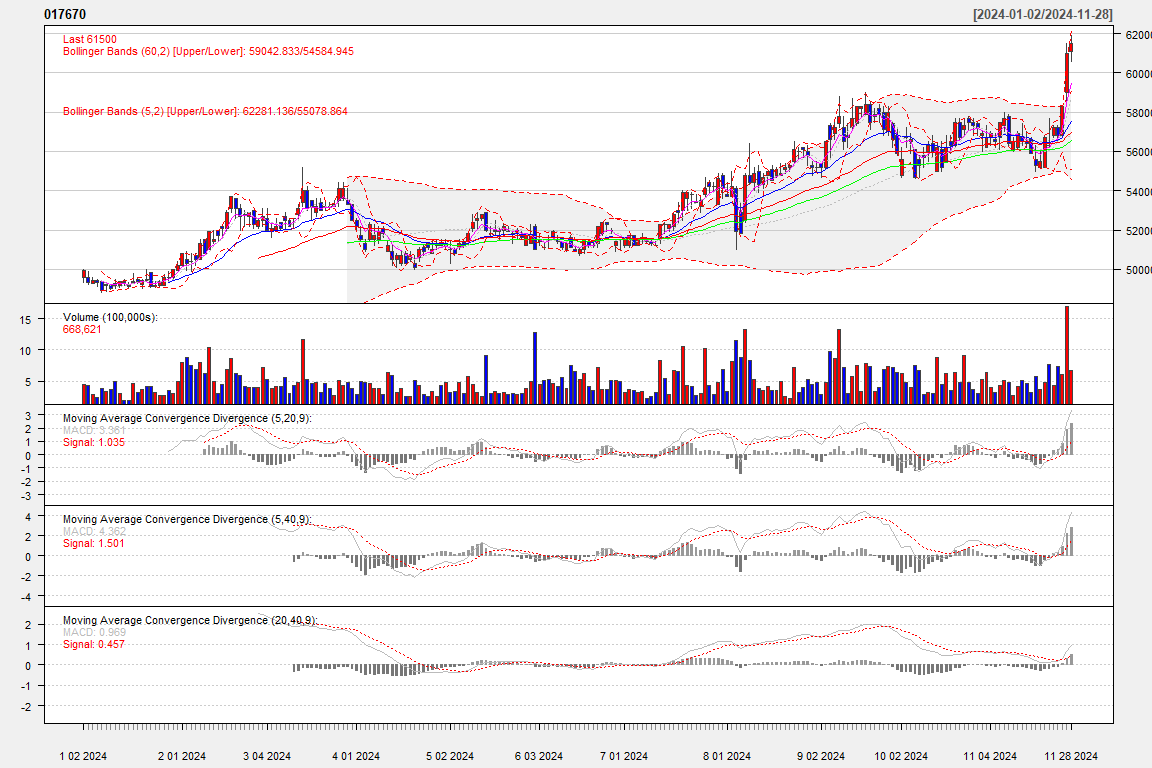 017670 [2024-01-02/2024-11-28]
Last 61500
Bollinger Bands (60,2) [Upper/Lower]: 59042.833/54584.945
Bollinger Bands (5,2) [Upper/Lower]: 62281.136/55078.864
62000
60000
58000
56000
54000
52000
50000
Volume (100,000s):
668,621
15
10
5
Moving Average Convergence Divergence (5,20,9):
MACD: 3.361
Signal: 1.035
3
2
1
0
-1
-2
-3
Moving Average Convergence Divergence (5,40,9):
MACD: 4.362
Signal: 1.501
4
2
0
-2
-4
Moving Average Convergence Divergence (20,40,9):
MACD: 0.969
Signal: 0.457
2
1
0
-1
-2
1 02 2024 2 01 2024 3 04 2024 4 01 2024 5 02 2024 6 03 2024 7 01 2024 8 01 2024 9 02 2024 10 02 2024 11 04 2024 11 28 2024